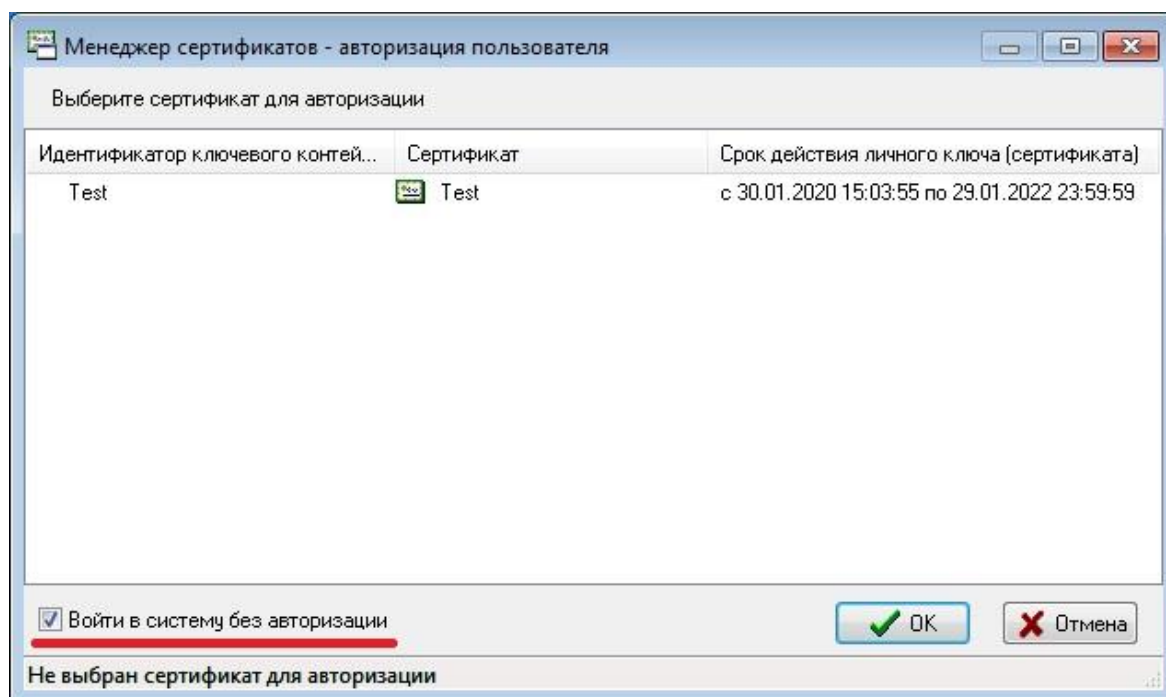 Менеджер сертификатов - авторизация пользователя
Выберите сертификат для авторизации
Идентификатор ключевого контей... Сертификат Срок действия личного ключа (сертификата)
Test Test с 30.01.2020 15:03:55 по 29.01.2022 23:59:59
Войти в систему без авторизации OK Отмена
Не выбран сертификат для авторизации